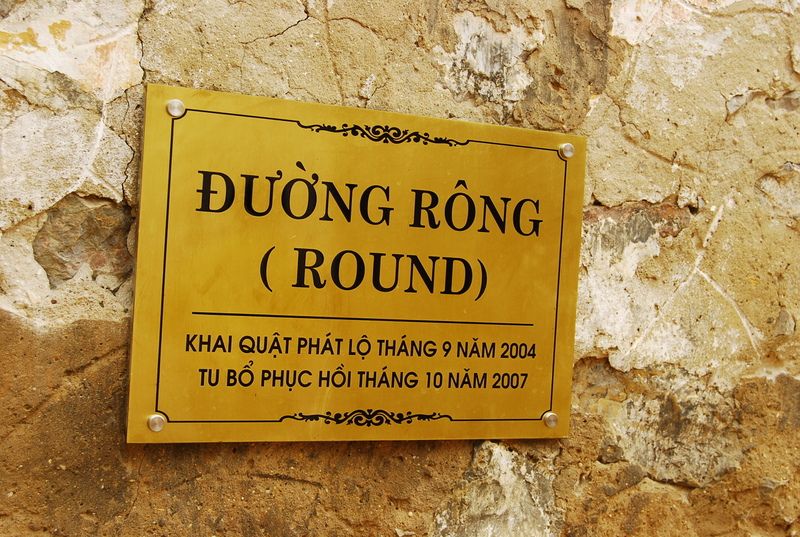 ĐƯỜNG RÔNG
( ROUND)
KHAI QUẬT PHÁT LỘ THÁNG 9 NĂM 2004
TU BỔ PHỤC HỒI THÁNG 10 NĂM 2007